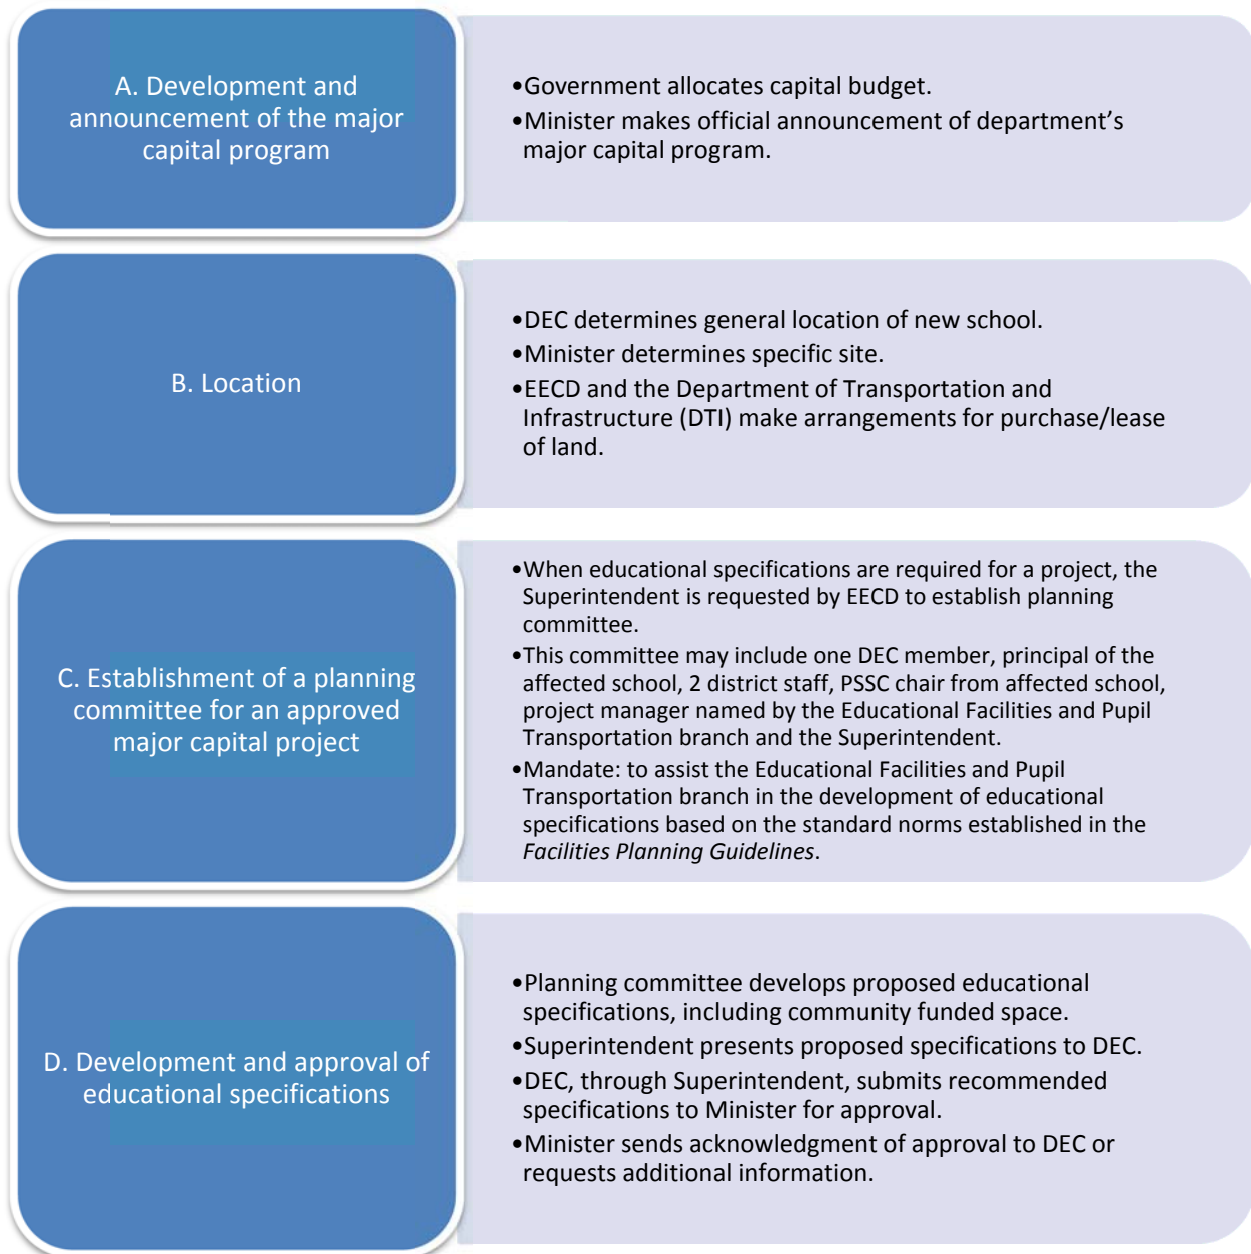 A. Development and
announcement of the major
capital program
•Government allocates capital budget.
•Minister makes official announcement of department's
major capital program.
B. Location
•DEC determines general location of new school.
•Minister determines specific site.
•EECD and the Department of Transportation and
Infrastructure (DTI) make arrangements for purchase/lease
of land.
C. Establishment of a planning
committee for an approved
major capital project
•When educational specifications are required for a project, the
Superintendent is requested by EECD to establish planning
committee.
•This committee may include one DEC member, principal of the
affected school, 2 district staff, PSSC chair from affected school,
project manager named by the Educational Facilities and Pupil
Transportation branch and the Superintendent.
•Mandate: to assist the Educational Facilities and Pupil
Transportation branch in the development of educational
specifications based on the standard norms established in the
Facilities Planning Guidelines.
D. Development and approval of
educational specifications
•Planning committee develops proposed educational
specifications, including community funded space.
•Superintendent presents proposed specifications to DEC.
•DEC, through Superintendent, submits recommended
specifications to Minister for approval.
•Minister sends acknowledgment of approval to DEC or
requests additional information.